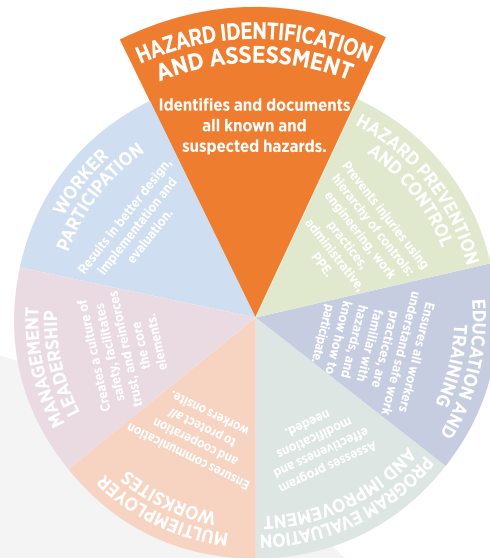 HAZARD IDENTIFICATION
AND ASSESSMENT
Identifies and documents
all known and
suspected hazards.
HAZARD PREVENTION
AND CONTROL
Prevents injuries using
hierarchy of controls:
engineering, work
practices,
administrative,
PPE.
EDUCATION AND
TRAINING
Ensures all workers
understand safe work
practices, are
familiar with
hazards, and
know how to
participate
PROGRAM EVALUATION
AND IMPROVEMENT
Assesses program
effectiveness and
modifications
needed.
MULTIEMPLOYER
WORKSITES
Ensures communication
and cooperation
to protect all
workers onsite.
MANAGEMENT
LEADERSHIP
Creates a culture of
safety, facilitates
trust, and reinforces
the core
elements.
WORKER
PARTICIPATION
Results in better design,
implementation and
evaluation.